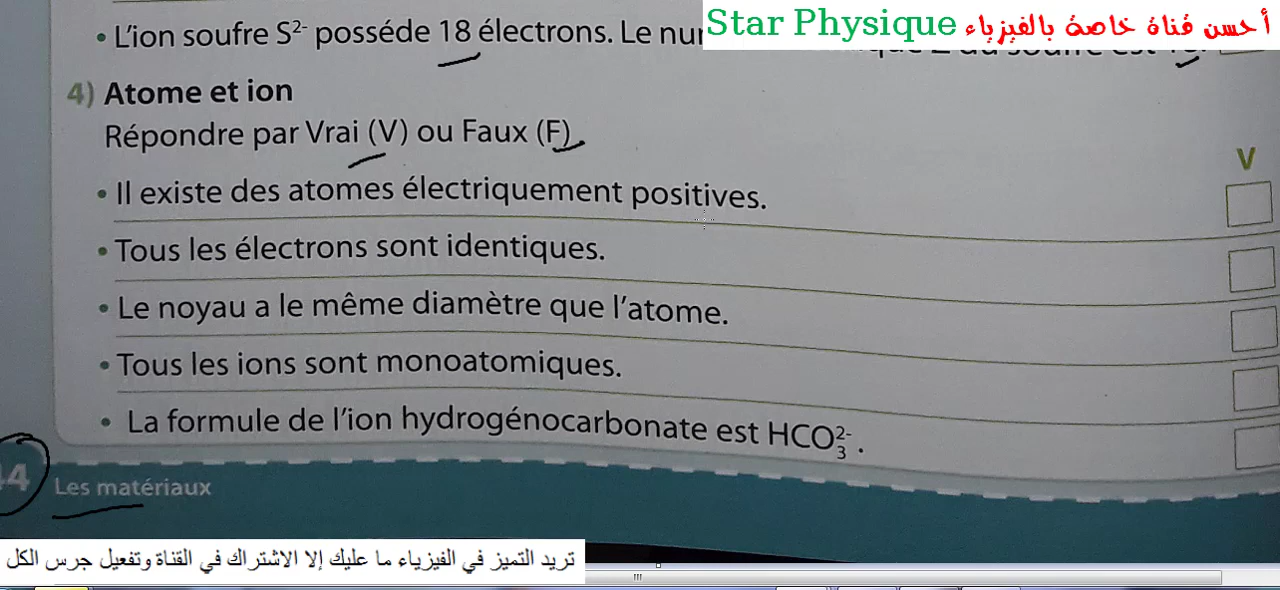 Star Physique أحسن قناة خاصة بالفيزياء
• L'ion soufre S²⁻ posséde 18 électrons. Le
4) Atome et ion
Répondre par Vrai (V) ou Faux (F)
V
• Il existe des atomes électriquement positives.
• Tous les électrons sont identiques.
• Le noyau a le même diamètre que l'atome.
• Tous les ions sont monoatomiques.
• La formule de l'ion hydrogénocarbonate est HCO₃²⁻.
Les matériaux
تريد التميز في الفيزياء ما عليك إلا الاشتراك في القناة وتفعيل جرس الكل